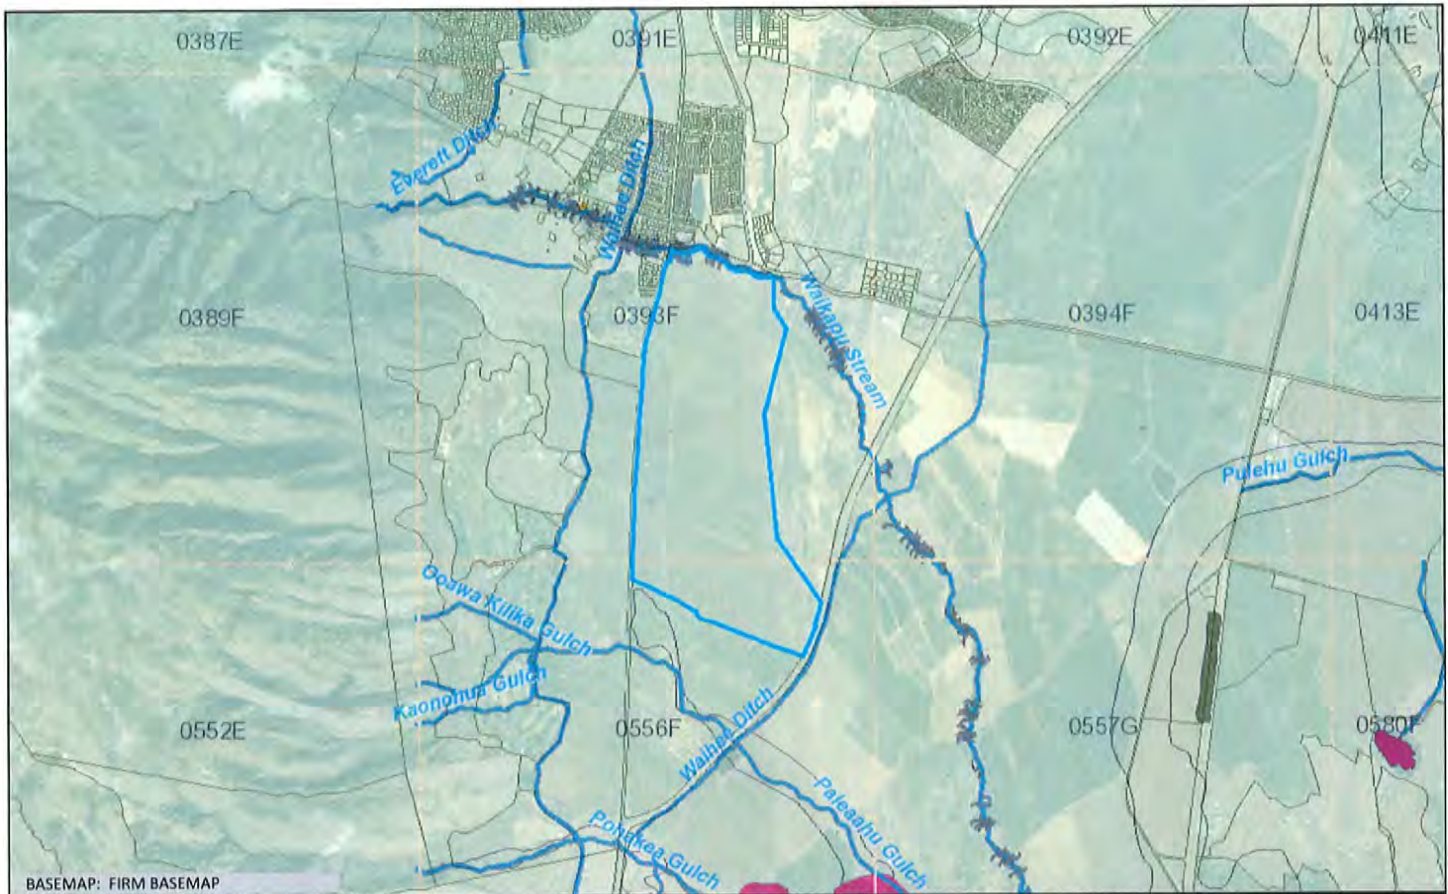 0387E
0391E
0392E
0411E
Everett Ditch
Waihee Ditch
0389F
0393F
Waikapu Stream
0394F
0413E
Pulehu Gulch
Ooawa Kilika Gulch
Kaonohua Gulch
0552E
0556F
Waihee Ditch
0557G
0580F
Paleaahu Gulch
Pohakea Gulch
BASEMAP: FIRM BASEMAP